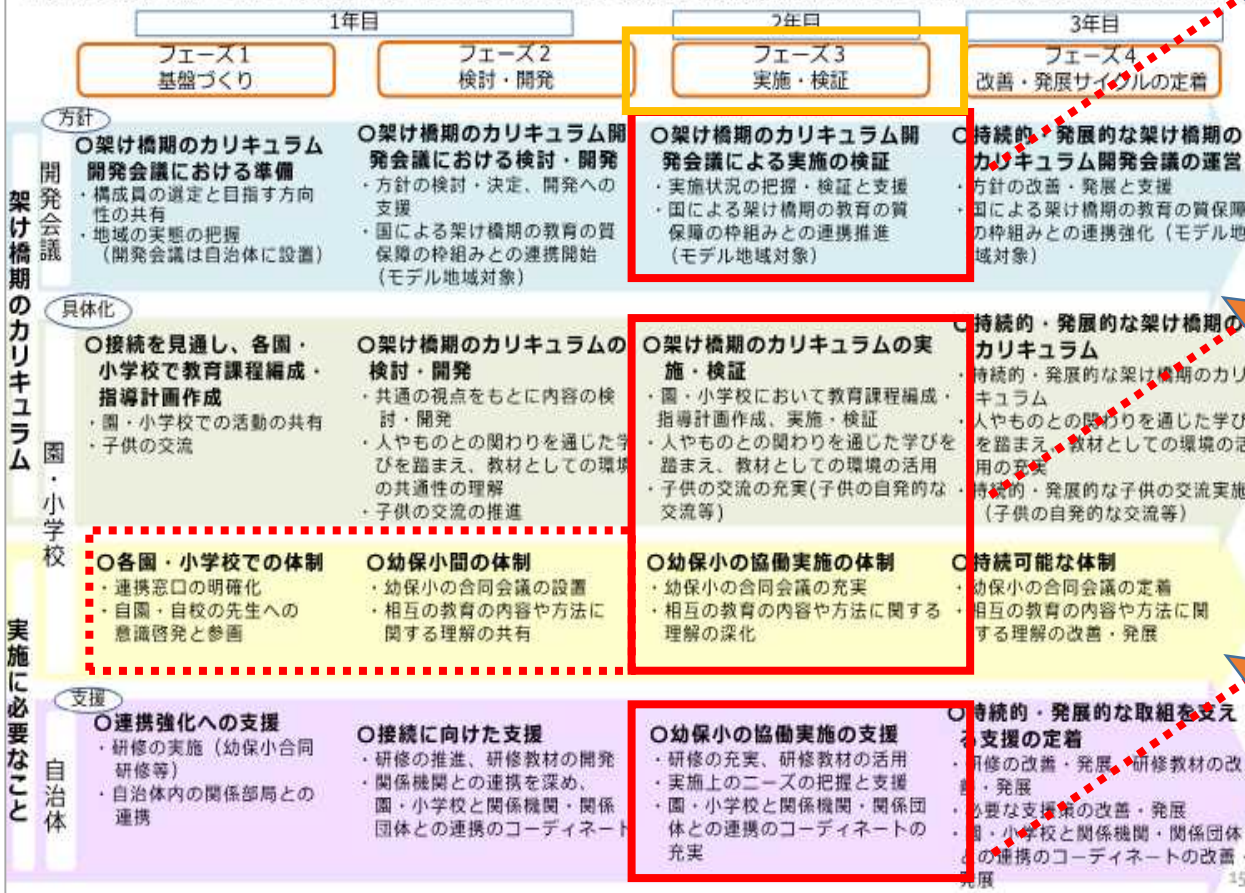 1年目
2年目
3年目
フェーズ1
基盤づくり
フェーズ2
検討・開発
フェーズ3
実施・検証
フェーズ4
改善・発展サイクルの定着
架け橋期のカリキュラム
開発会議
方針
○架け橋期のカリキュラム
開発会議における準備
・構成員の選定と目指す方向
性の共有
・地域の実態の把握
(開発会議は自治体に設置)
○架け橋期のカリキュラム開
発会議における検討・開発
・方針の検討・決定、開発への
支援
・国による架け橋期の教育の質
保障の枠組みとの連携開始
(モデル地域対象)
○架け橋期のカリキュラム開
発会議による実施の検証
・実施状況の把握・検証と支援
・国による架け橋期の教育の質
保障の枠組みとの連携推進
(モデル地域対象)
○持続的・発展的な架け橋期の
カリキュラム開発会議の運営
・方針の改善・発展と支援
・国による架け橋期の教育の質保障
の枠組みとの連携強化(モデル地
域対象)
園・小学校
具体化
○接続を見通し、各園・
小学校で教育課程編成・
指導計画作成
・園・小学校での活動の共有
・子供の交流
○架け橋期のカリキュラムの
検討・開発
・共通の視点をもとに内容の検
討・開発
・人やものとの関わりを通じた学
びを踏まえ、教材としての環境
の共通性の理解
・子供の交流の推進
○架け橋期のカリキュラムの実
施・検証
・園・小学校において教育課程編成・
指導計画作成、実施・検証
・人やものとの関わりを通じた学びを
踏まえ、教材としての環境の活用
・子供の交流の充実(子供の自発的な
交流等)
○持続的・発展的な架け橋期の
カリキュラム
・持続的・発展的な架け橋期のカリ
キュラム
・人やものとの関わりを通じた学び
を踏まえ、教材としての環境の活
用の充実
・持続的・発展的な子供の交流実施
(子供の自発的な交流等)
実施に必要なこと
○各園・小学校での体制
・連携窓口の明確化
・自園・自校の先生への
意識啓発と参画
○幼保小間の体制
・幼保小の合同会議の設置
・相互の教育の内容や方法に
関する理解の共有
○幼保小の協働実施の体制
・幼保小の合同会議の充実
・相互の教育の内容や方法に関する
理解の深化
○持続可能な体制
・幼保小の合同会議の定着
・相互の教育の内容や方法に関
する理解の改善・発展
自治体
支援
○連携強化への支援
・研修の実施(幼保小合同
研修等)
・自治体内の関係部局との
連携
○接続に向けた支援
・研修の推進、研修教材の開発
・関係機関との連携を深め、
園・小学校と関係機関・関係
団体との連携のコーディネート
○幼保小の協働実施の支援
・研修の充実、研修教材の活用
・実施上のニーズの把握と支援
・園・小学校と関係機関・関係団
体との連携のコーディネートの
充実
○持続的・発展的な取組を支え
る支援の定着
・研修の改善・発展、研修教材の改
善・発展
・必要な支援策の改善・発展
・園・小学校と関係機関・関係団体
との連携のコーディネートの改善・
発展
15